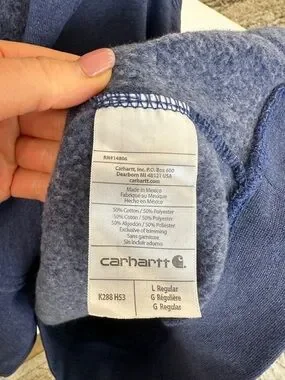 RN#14806
Carhartt, Inc. P.O. Box 600
Dearborn MI 48121 USA
carhartt.com
Made in Mexico
Fabriqué au Mexique
Hecho en México
50% Cotton / 50% Polyester
50% Coton / 50% Polyester
50% Algodón / 50% Poliester
Exclusive of trimming
Sans garniture
Sin incluir adornos
carhartt
K288 H53
L Regular
G Régulière
G Regular